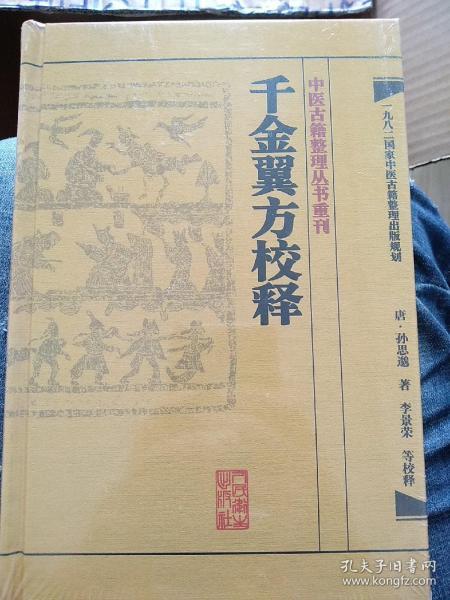 一九八二国家中医古籍整理出版规划
唐·孙思邈 著 李景荣 等校释
中医古籍整理丛书重刊
千金翼方校释
人民卫生出版社
孔夫子旧书网
www.kongfz.com